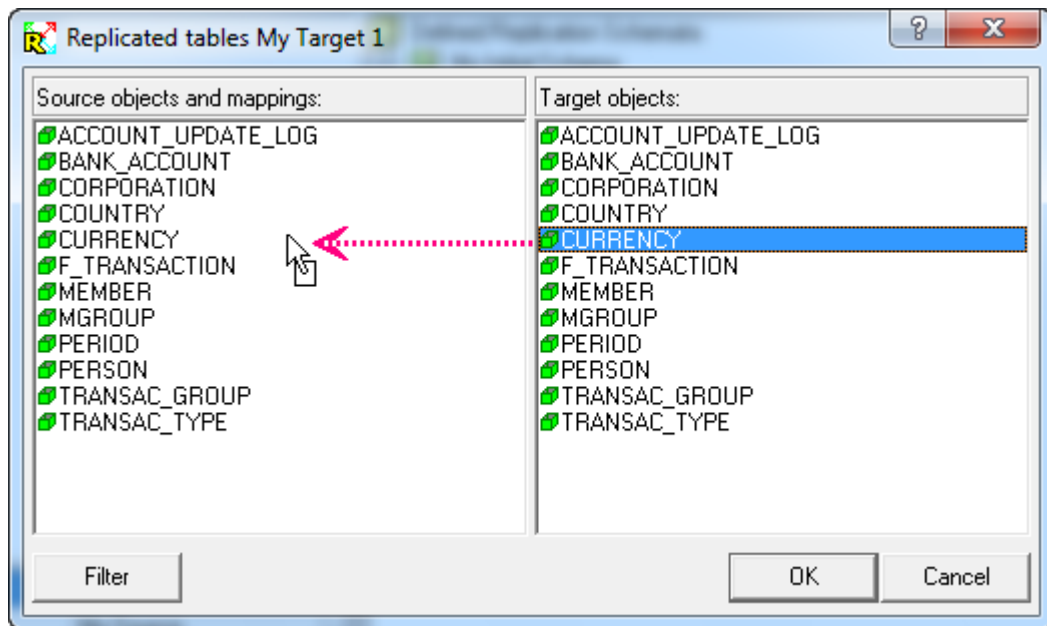 Replicated tables My Target 1
Source objects and mappings:
ACCOUNT_UPDATE_LOG
BANK_ACCOUNT
CORPORATION
COUNTRY
CURRENCY
F_TRANSACTION
MEMBER
MGROUP
PERIOD
PERSON
TRANSAC_GROUP
TRANSAC_TYPE
Target objects:
ACCOUNT_UPDATE_LOG
BANK_ACCOUNT
CORPORATION
COUNTRY
CURRENCY
F_TRANSACTION
MEMBER
MGROUP
PERIOD
PERSON
TRANSAC_GROUP
TRANSAC_TYPE
Filter
OK
Cancel